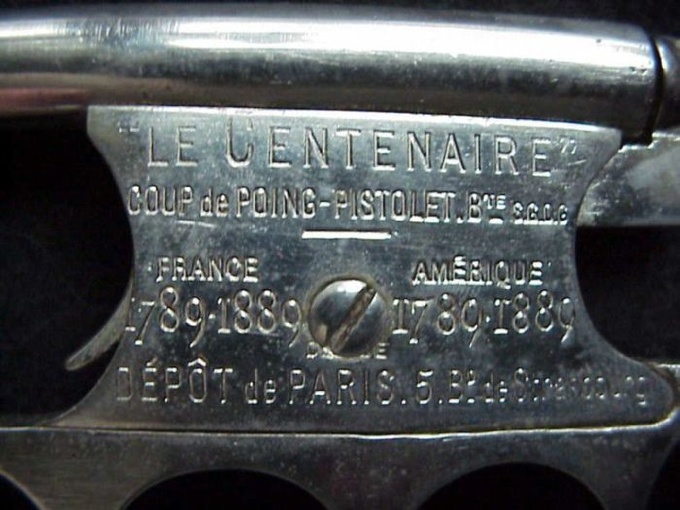 "LE CENTENAIRE"
COUP de POING-PISTOLET. BTE S.G.D.G
FRANCE AMÉRIQUE
1789·1889 1789·1889
DÉPÔT de PARIS. 5. Bd. de Strasbourg